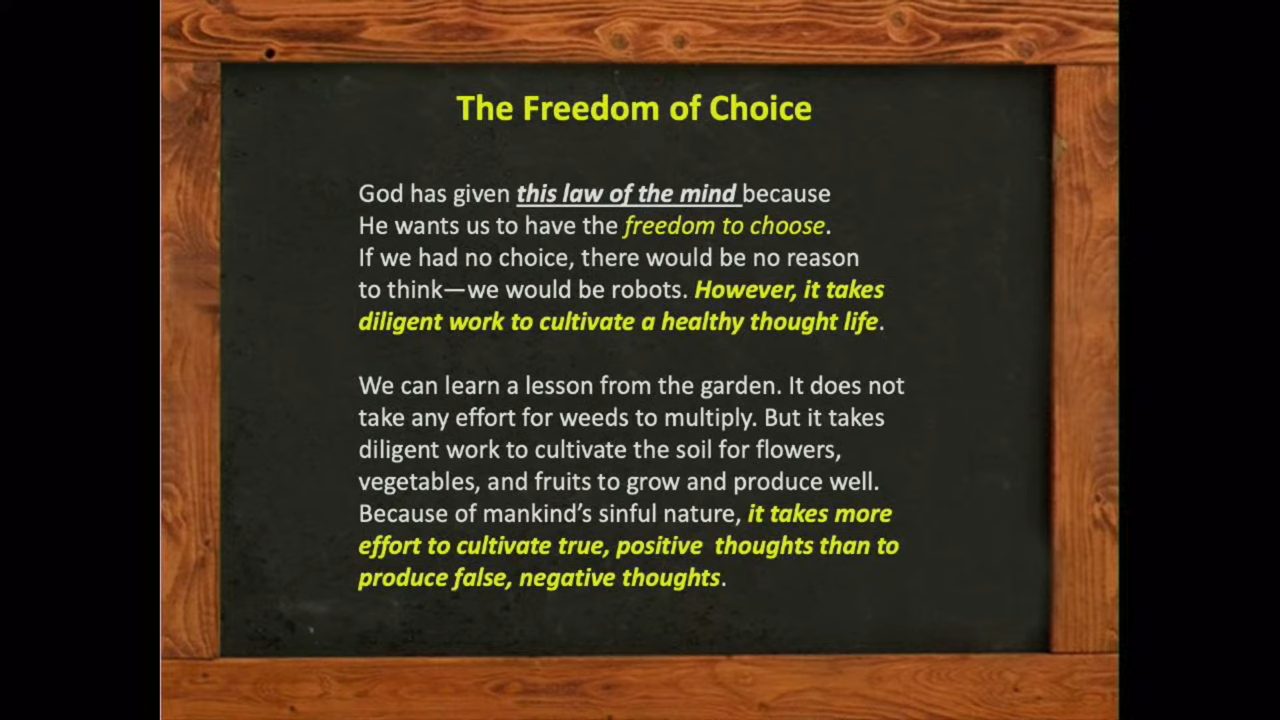 The Freedom of Choice
God has given this law of the mind because
He wants us to have the freedom to choose.
If we had no choice, there would be no reason
to think—we would be robots. However, it takes
diligent work to cultivate a healthy thought life.
We can learn a lesson from the garden. It does not
take any effort for weeds to multiply. But it takes
diligent work to cultivate the soil for flowers,
vegetables, and fruits to grow and produce well.
Because of mankind’s sinful nature, it takes more
effort to cultivate true, positive  thoughts than to
produce false, negative thoughts.